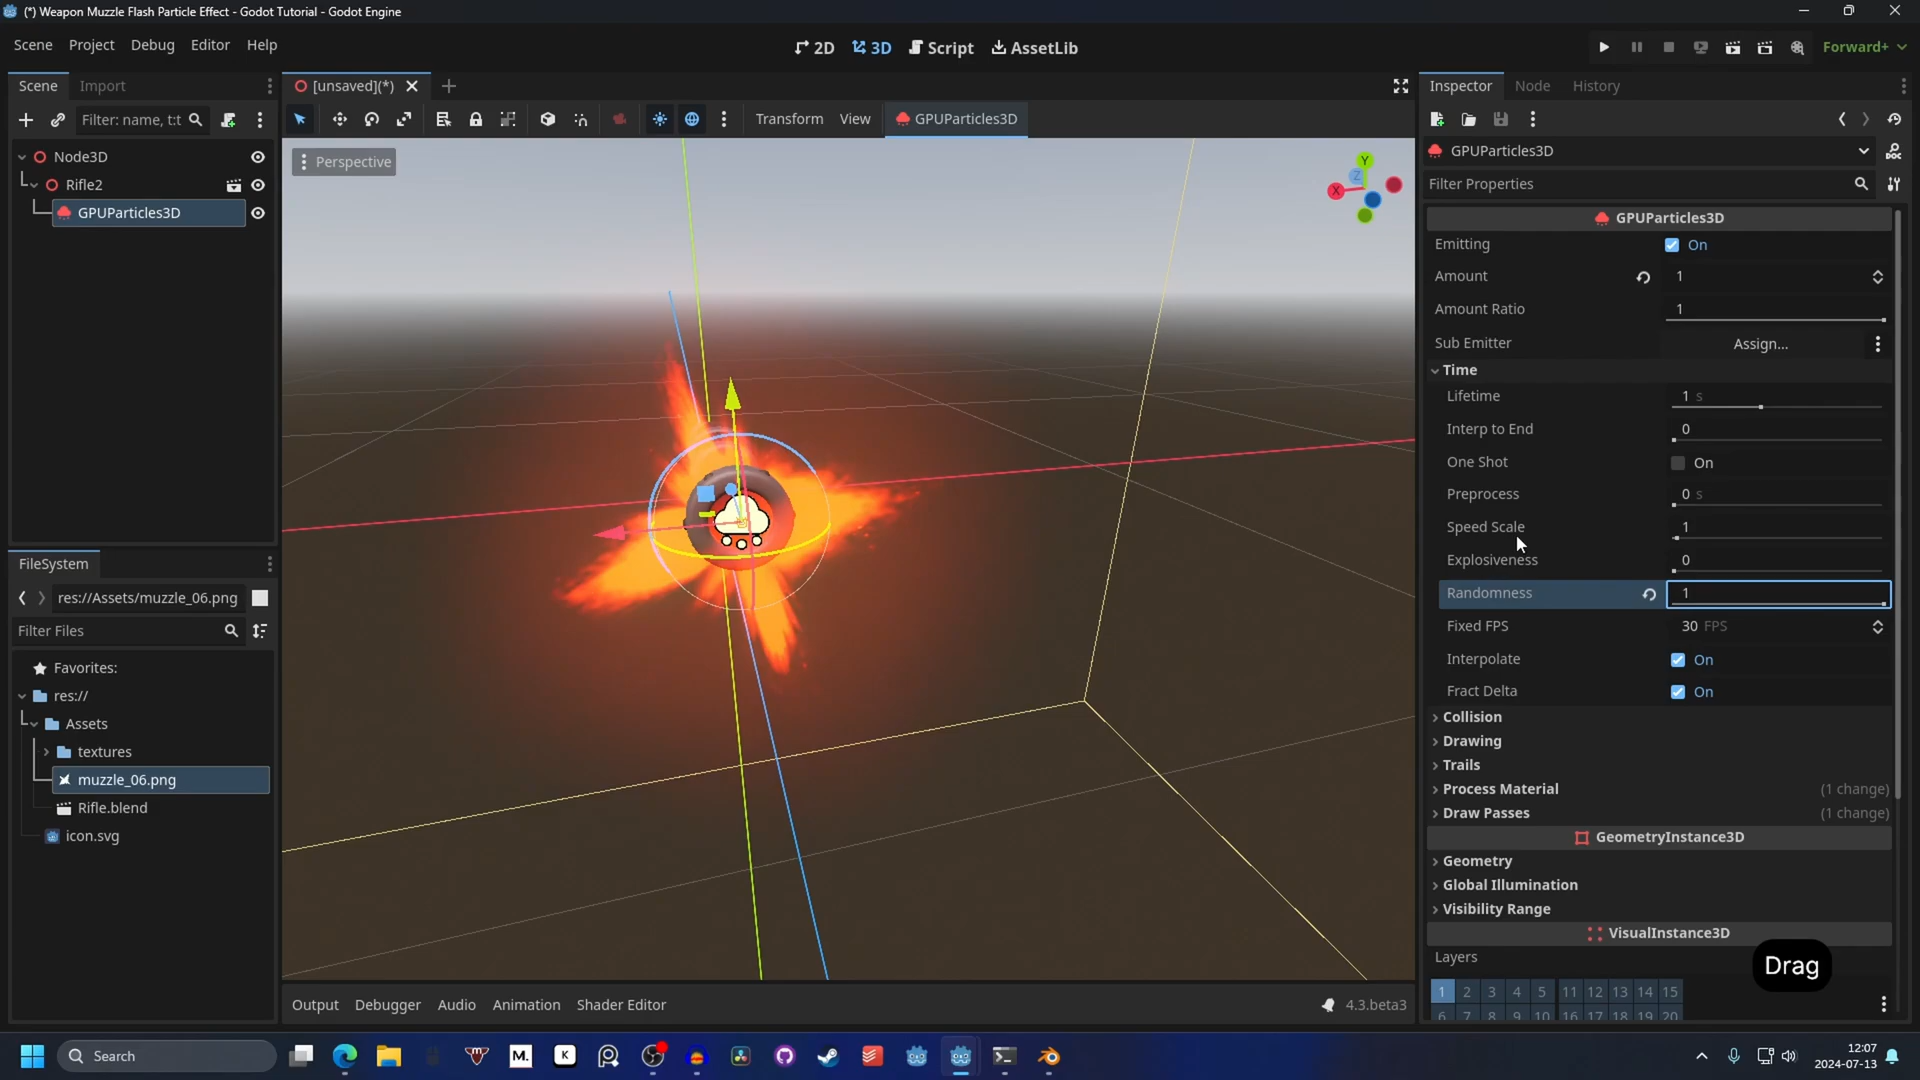 (*) Weapon Muzzle Flash Particle Effect - Godot Tutorial - Godot Engine
Scene Project Debug Editor Help
2D 3D Script AssetLib
Forward+
Scene Import
[unsaved](*)
Inspector Node History
Filter: name, t:t
Transform View GPUParticles3D
Node3D
Rifle2
GPUParticles3D
Perspective
Y
Z
X
GPUParticles3D
Filter Properties
GPUParticles3D
Emitting On
Amount 1
Amount Ratio 1
Sub Emitter Assign...
Time
Lifetime 1 s
Interp to End 0
One Shot On
Preprocess 0 s
Speed Scale 1
Explosiveness 0
Randomness 1
Fixed FPS 30 FPS
Interpolate On
Fract Delta On
Collision
Drawing
Trails
Process Material (1 change)
Draw Passes (1 change)
GeometryInstance3D
Geometry
Global Illumination
Visibility Range
VisualInstance3D
Layers
Drag
1 2 3 4 5 11 12 13 14 15
6 7 8 9 10 16 17 18 19 20
FileSystem
res://Assets/muzzle_06.png
Filter Files
Favorites:
res://
Assets
textures
muzzle_06.png
Rifle.blend
icon.svg
Output Debugger Audio Animation Shader Editor
4.3.beta3
Search
M.
K
12:07
2024-07-13